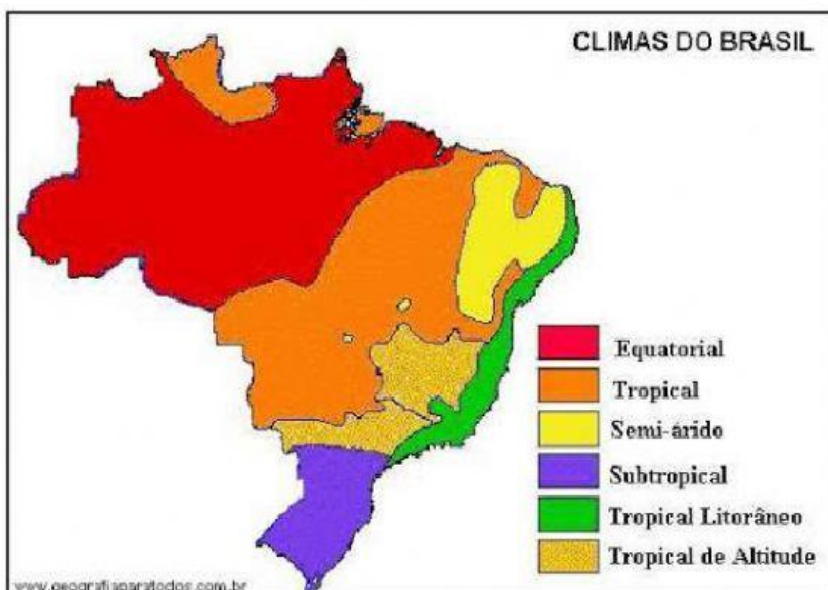 CLIMAS DO BRASIL
Equatorial
Tropical
Semi-árido
Subtropical
Tropical Litorâneo
Tropical de Altitude
www.geografiaparatodos.com.br